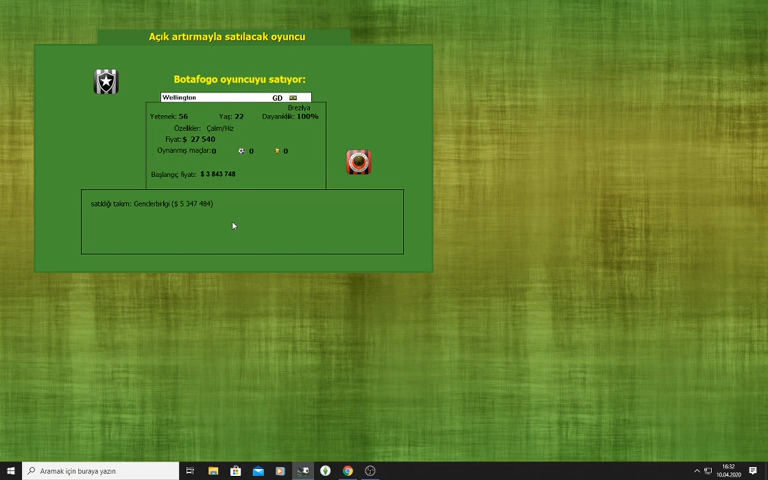 Açık artırmayla satılacak oyuncu
Botafogo oyuncuyu satıyor:
Wellington GD
Brezilya
Yetenek: 56 Yaş: 22 Dayanıklık: 100%
Özelikler: Çalım/Hiz
Fiyat: $ 27 540
Oynanmış maçlar: 0 0 0
Başlangıç fiyatı: $ 3 843 748
satıldığı takım: Genclerbirligi ($ 5 347 484)
Aramak için buraya yazın
16:32
10.04.2020